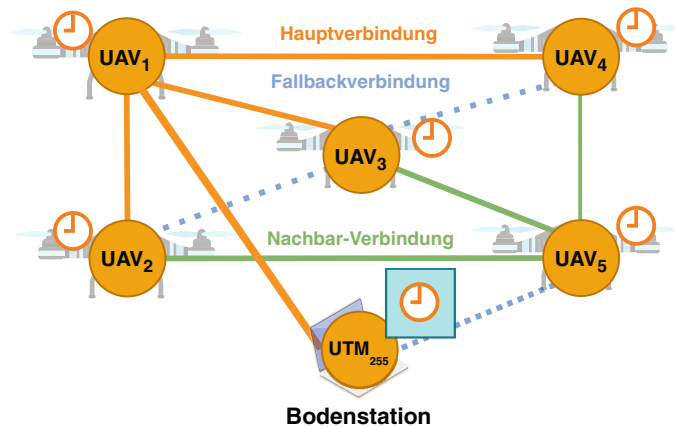 Hauptverbindung
UAV1
UAV4
Fallbackverbindung
UAV3
Nachbar-Verbindung
UAV2
UAV5
UTM255
Bodenstation